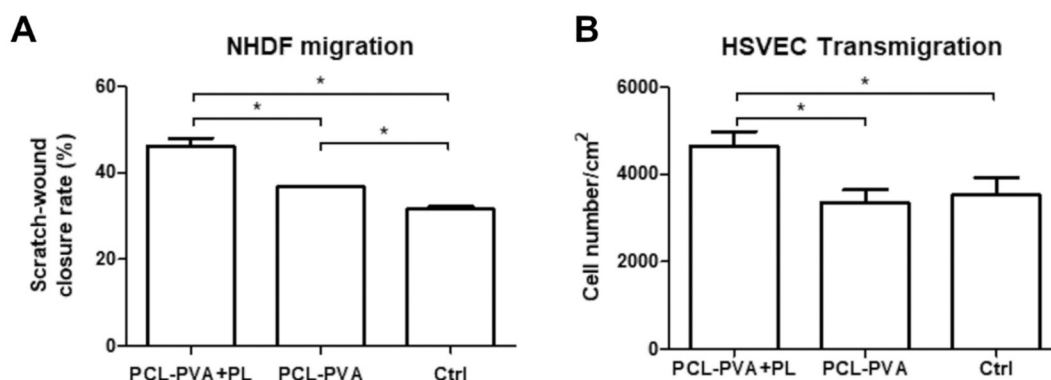 A
NHDF migration
Scratch-wound
closure rate (%)
60
40
20
0
*
*
*
PCL-PVA+PL PCL-PVA Ctrl
B
HSVEC Transmigration
Cell number/cm²
6000
4000
2000
0
*
*
PCL-PVA+PL PCL-PVA Ctrl